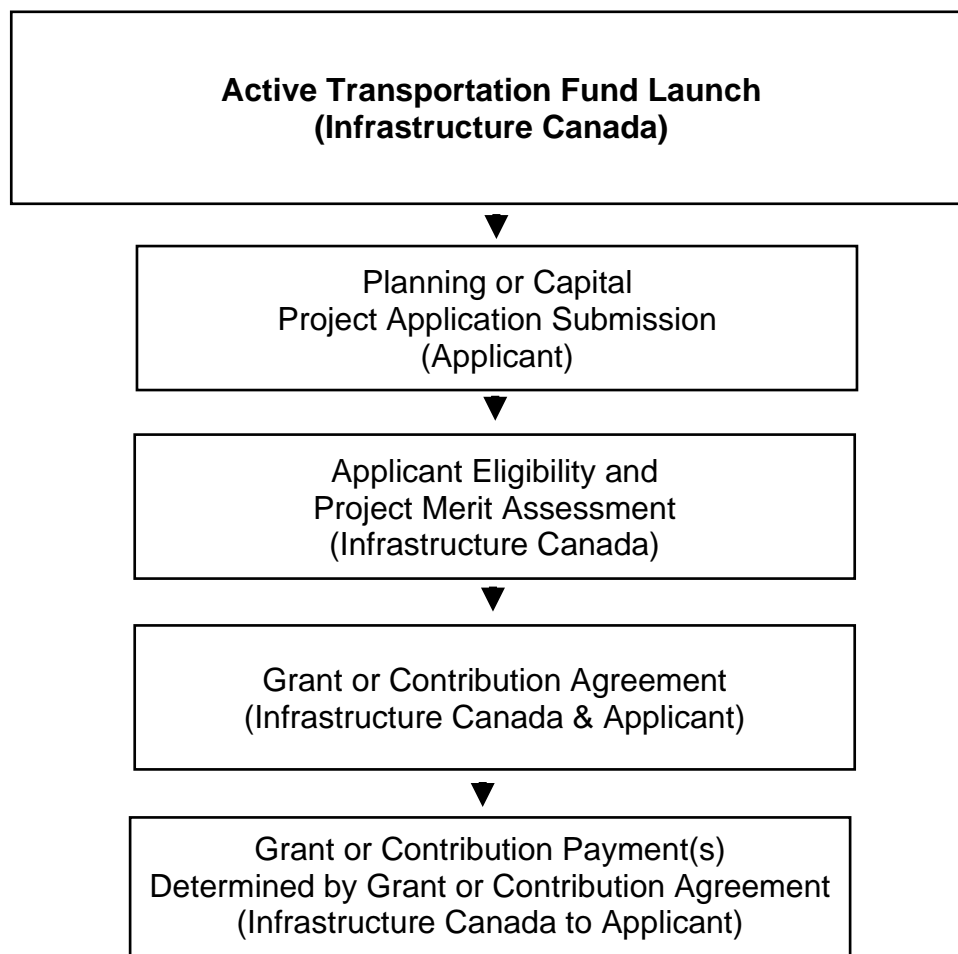 Active Transportation Fund Launch
(Infrastructure Canada)
Planning or Capital
Project Application Submission
(Applicant)
Applicant Eligibility and
Project Merit Assessment
(Infrastructure Canada)
Grant or Contribution Agreement
(Infrastructure Canada & Applicant)
Grant or Contribution Payment(s)
Determined by Grant or Contribution Agreement
(Infrastructure Canada to Applicant)